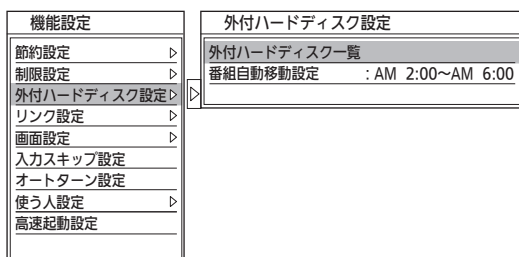 機能設定
節約設定
制限設定
外付ハードディスク設定
リンク設定
画面設定
入力スキップ設定
オートターン設定
使う人設定
高速起動設定
外付ハードディスク設定
外付ハードディスク一覧
番組自動移動設定 : AM 2:00～AM 6:00